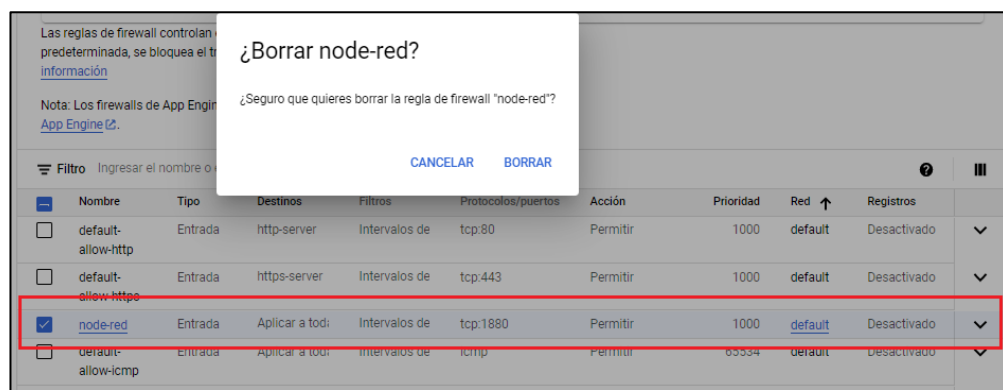 Las reglas de firewall controlan
predeterminada, se bloquea el
información
Nota: Los firewalls de App
App Engine.
¿Borrar node-red?
¿Seguro que quieres borrar la regla de firewall "node-red"?
CANCELAR BORRAR
Filtro Ingresar el nombre o
Nombre Tipo Destinos Filtros Protocolos/puertos Acción Prioridad Red Registros
default- Entrada http-server Intervalos de tcp:80 Permitir 1000 default Desactivado
allow-http
default- Entrada https-server Intervalos de tcp:443 Permitir 1000 default Desactivado
allow-https
node-red Entrada Aplicar a Intervalos de tcp:1880 Permitir 1000 default Desactivado
default- Entrada Aplicar a Intervalos de icmp Permitir 65534 default Desactivado
allow-icmp